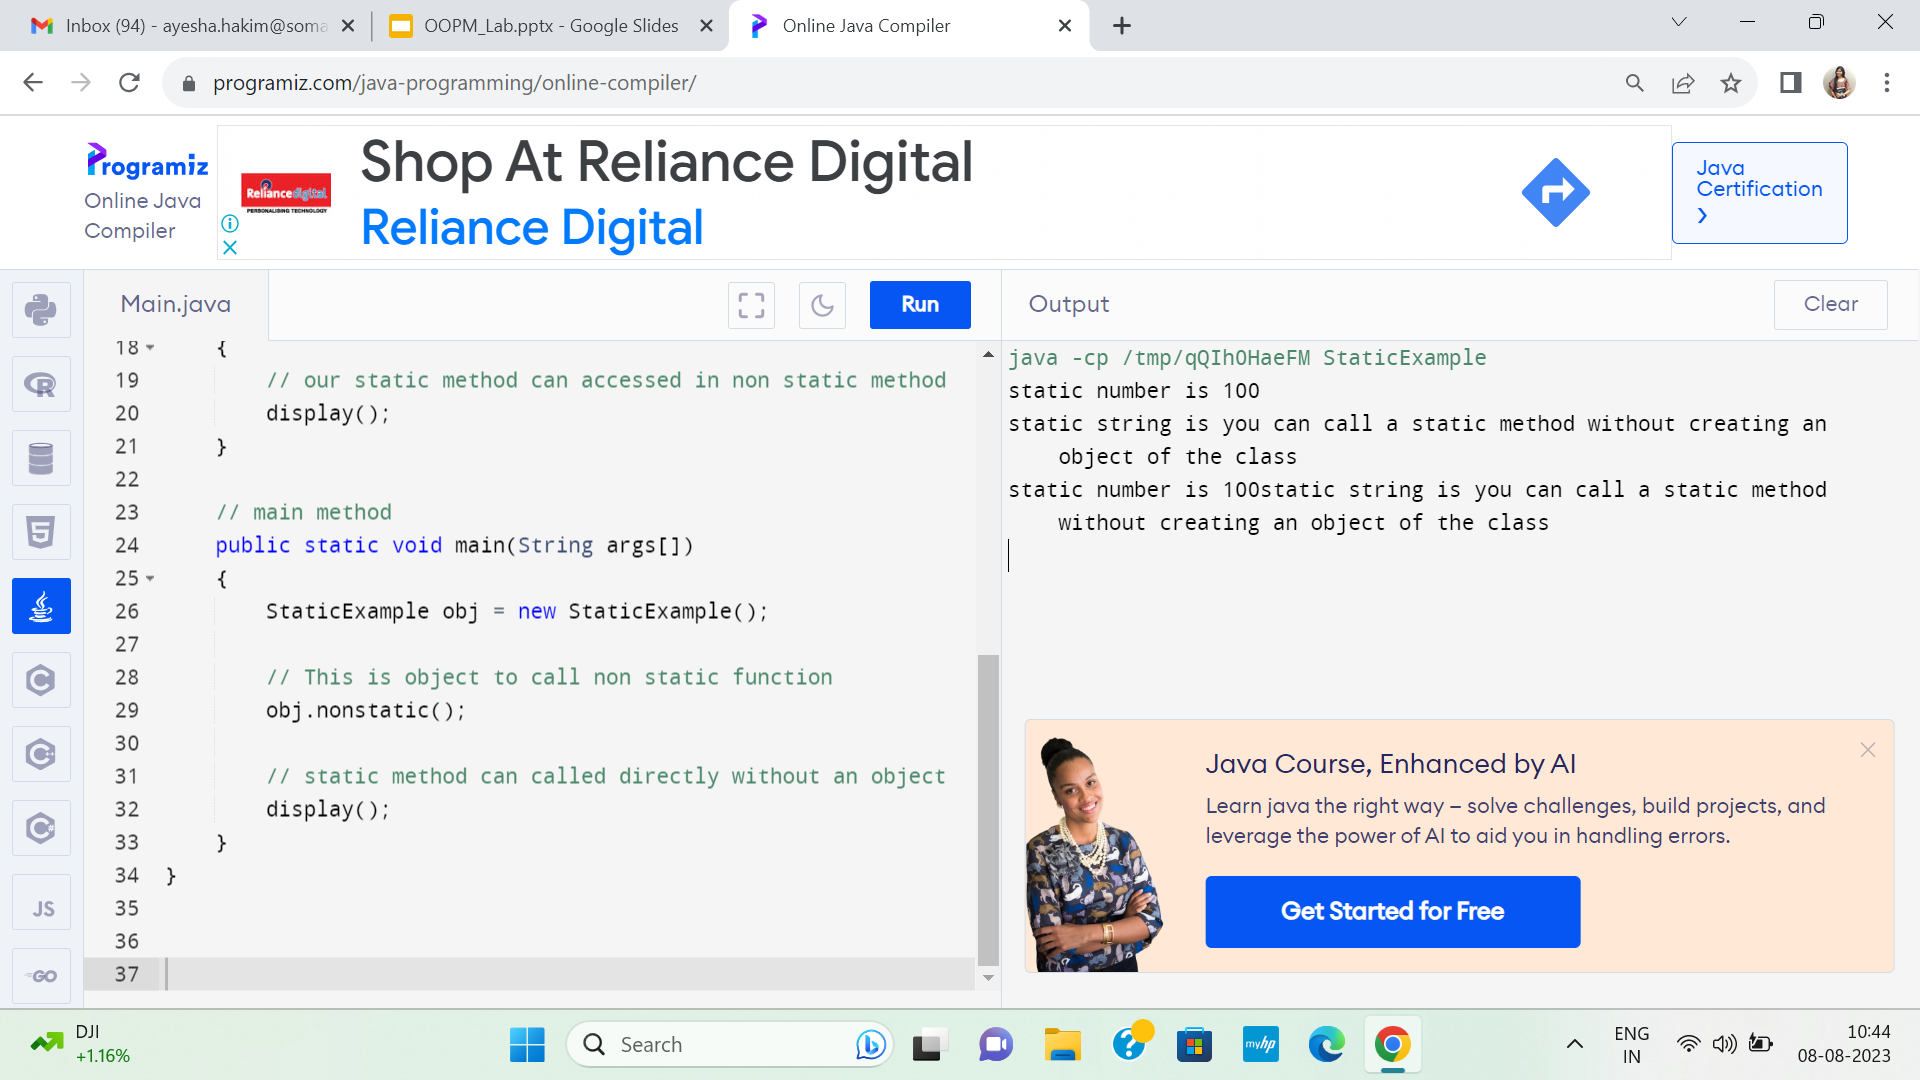 Inbox (94) - ayesha.hakim@soma
OOPM_Lab.pptx - Google Slides
Online Java Compiler
programiz.com/java-programming/online-compiler/
Programiz
Online Java
Compiler
Reliance digital
PERSONALISING TECHNOLOGY
Shop At Reliance Digital
Reliance Digital
Java
Certification
Main.java
Run
Output
Clear
18 {
19 // our static method can accessed in non static method
20 display();
21 }
22
23 // main method
24 public static void main(String args[])
25 {
26 StaticExample obj = new StaticExample();
27
28 // This is object to call non static function
29 obj.nonstatic();
30
31 // static method can called directly without an object
32 display();
33 }
34 }
35
36
37
java -cp /tmp/qQIhOHaeFM StaticExample
static number is 100
static string is you can call a static method without creating an
object of the class
static number is 100static string is you can call a static method
without creating an object of the class
Java Course, Enhanced by AI
Learn java the right way – solve challenges, build projects, and
leverage the power of AI to aid you in handling errors.
Get Started for Free
R
5
C
C++
C#
JS
GO
DJI
+1.16%
Search
myhp
ENG
IN
10:44
08-08-2023